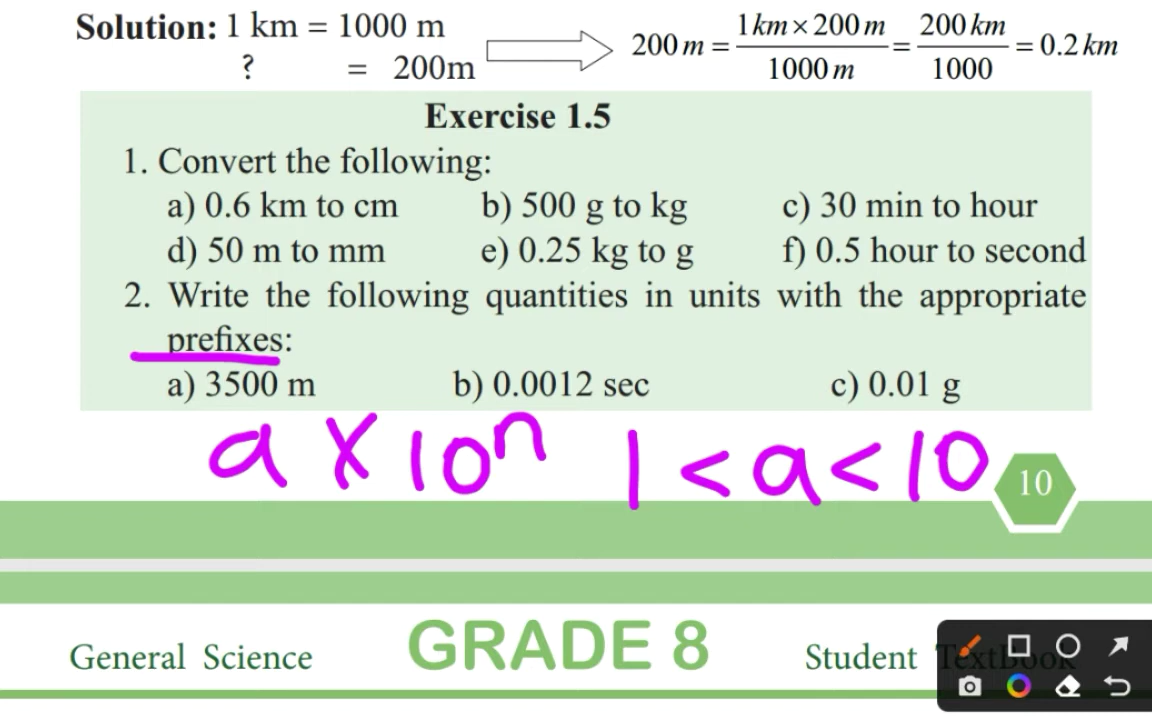 Solution: 1 km = 1000 m
? = 200m
200 m = 1 km × 200 m / 1000 m = 200 km / 1000 = 0.2 km
Exercise 1.5
1. Convert the following:
a) 0.6 km to cm b) 500 g to kg c) 30 min to hour
d) 50 m to mm e) 0.25 kg to g f) 0.5 hour to second
2. Write the following quantities in units with the appropriate
prefixes:
a) 3500 m b) 0.0012 sec c) 0.01 g
a × 10ⁿ 1 < a < 10
10
General Science GRADE 8 Student TextBook